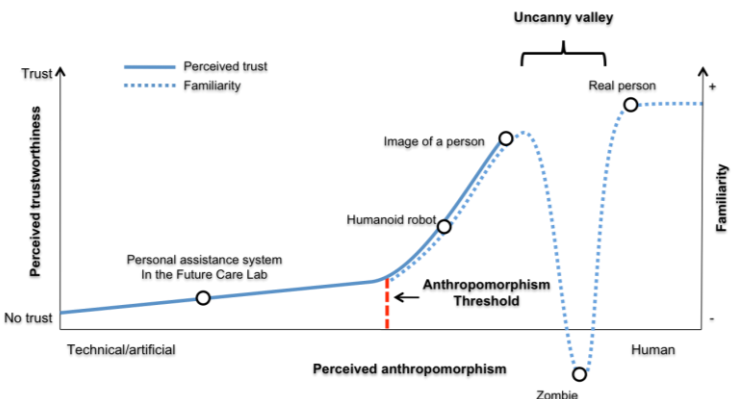 Uncanny valley
Trust
Perceived trust
Familiarity
+
Real person
Image of a person
Perceived trustworthiness
Familiarity
Humanoid robot
Personal assistance system
In the Future Care Lab
Anthropomorphism
Threshold
No trust
-
Technical/artificial
Human
Perceived anthropomorphism
Zombie